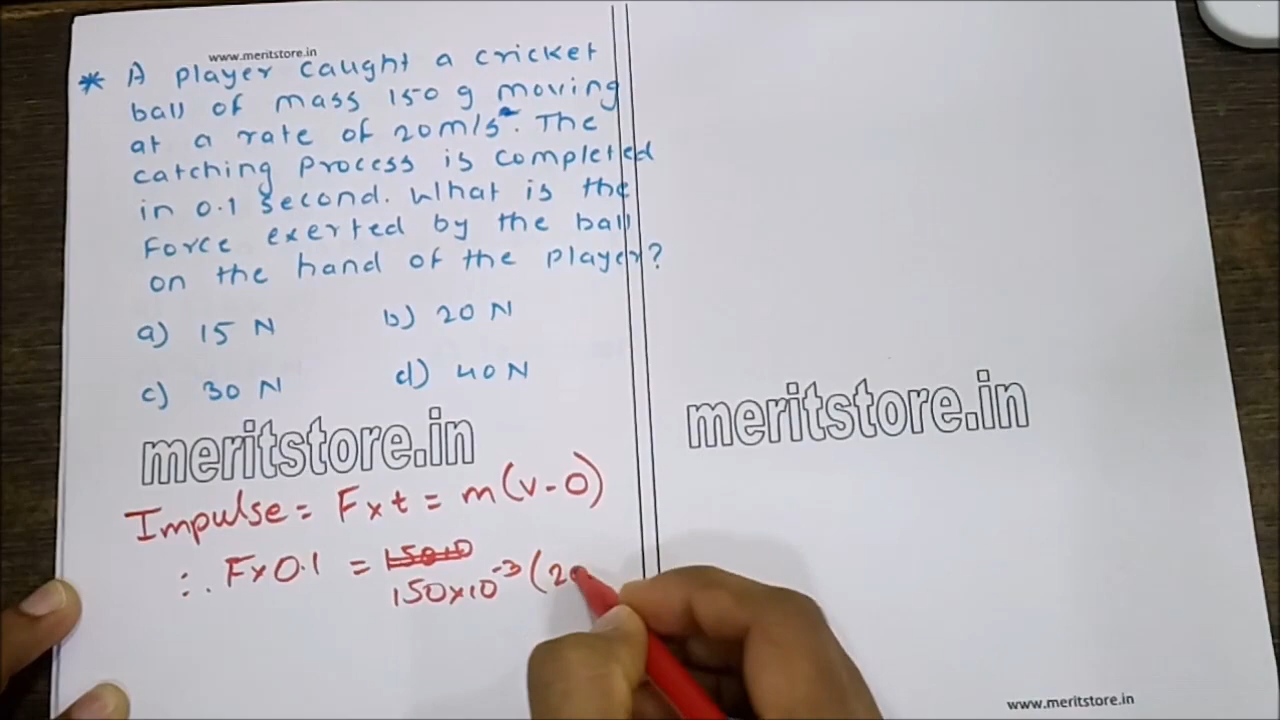 www.meritstore.in
* A player caught a cricket
ball of mass 150 g moving
at a rate of 20m/s. The
catching process is completed
in 0.1 second. What is the
Force exerted by the ball
on the hand of the player?
a) 15 N b) 20 N
c) 30 N d) 40 N
meritstore.in
meritstore.in
Impulse = F x t = m(v-0)
∴ F x 0.1 = 150x10⁻³ (20
www.meritstore.in